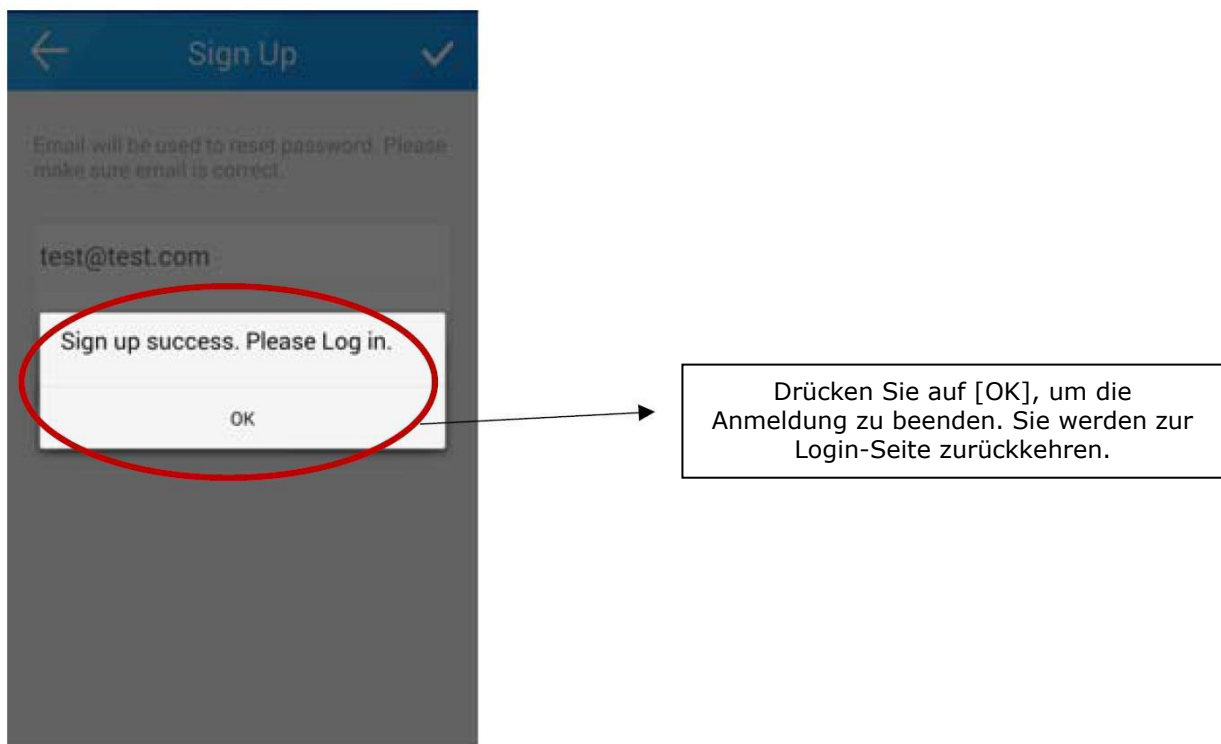 Sign Up
Email will be used to reset password. Please
make sure email is correct.
test@test.com
Sign up success. Please Log in.
OK
Drücken Sie auf [OK], um die
Anmeldung zu beenden. Sie werden zur
Login-Seite zurückkehren.